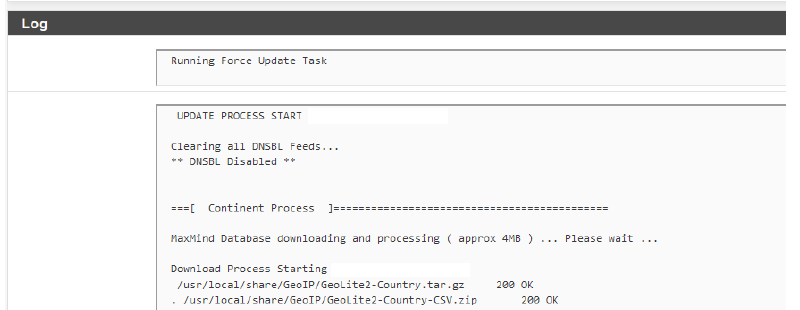 Log
Running Force Update Task
UPDATE PROCESS START
Clearing all DNSBL Feeds...
** DNSBL Disabled **
===[  Continent Process  ]============================================
MaxMind Database downloading and processing ( approx 4MB ) ... Please wait ...
Download Process Starting
/usr/local/share/GeoIP/GeoLite2-Country.tar.gz     200 OK
. /usr/local/share/GeoIP/GeoLite2-Country-CSV.zip       200 OK